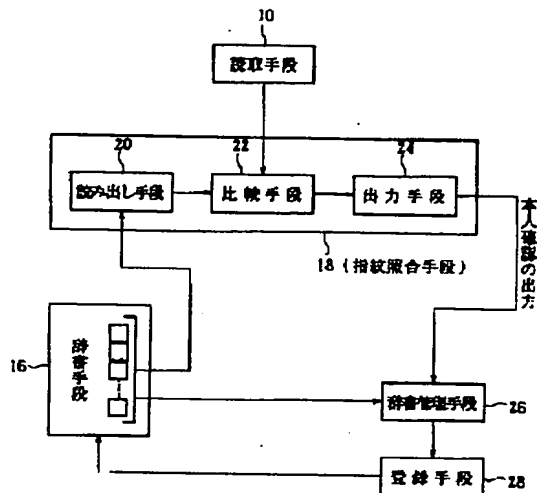 10
読取手段
20
22
24
読み出し手段
比較手段
出力手段
18(指紋照合手段)
本人確認の出力
16
辞書手段
辞書管理手段
26
登録手段
28